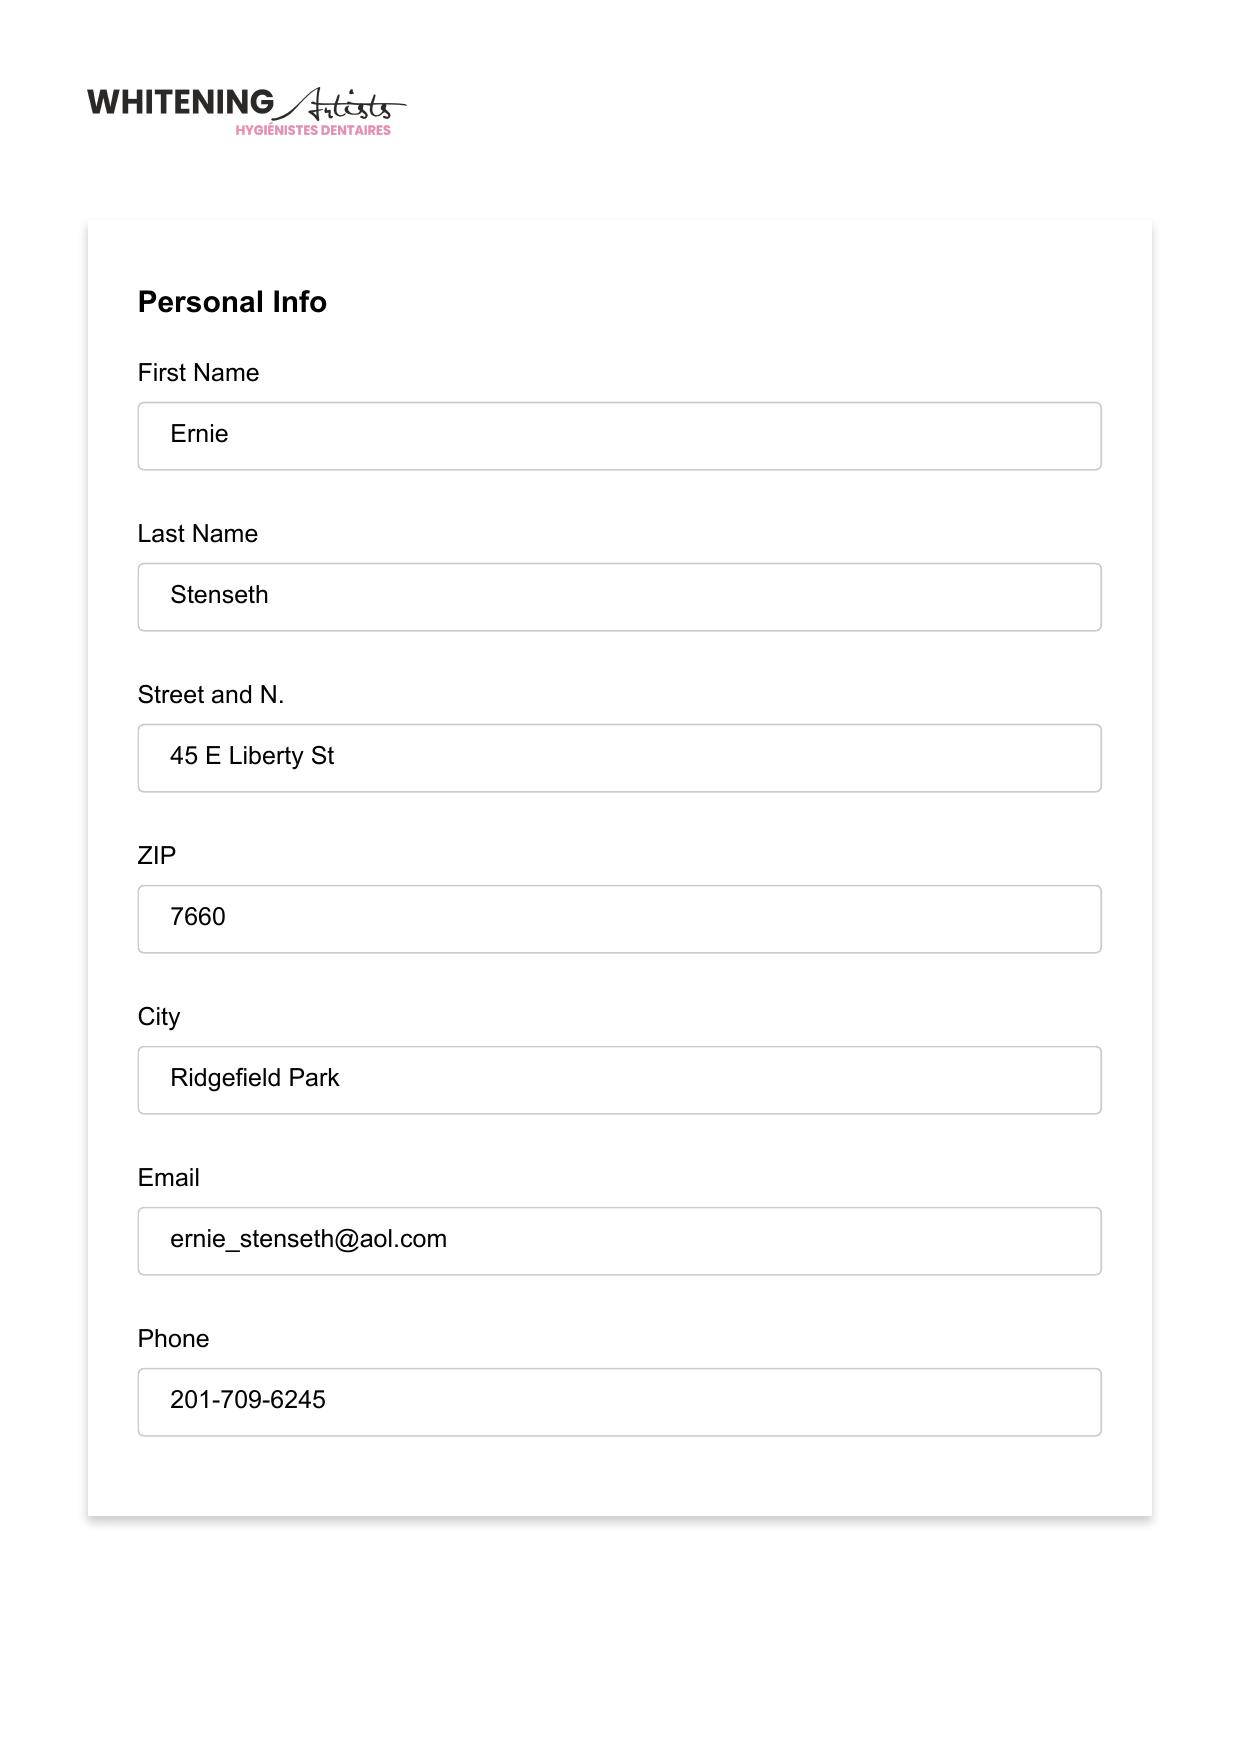 WHITENING Artists
HYGIÉNISTES DENTAIRES
Personal Info
First Name
Ernie
Last Name
Stenseth
Street and N.
45 E Liberty St
ZIP
7660
City
Ridgefield Park
Email
ernie_stenseth@aol.com
Phone
201-709-6245